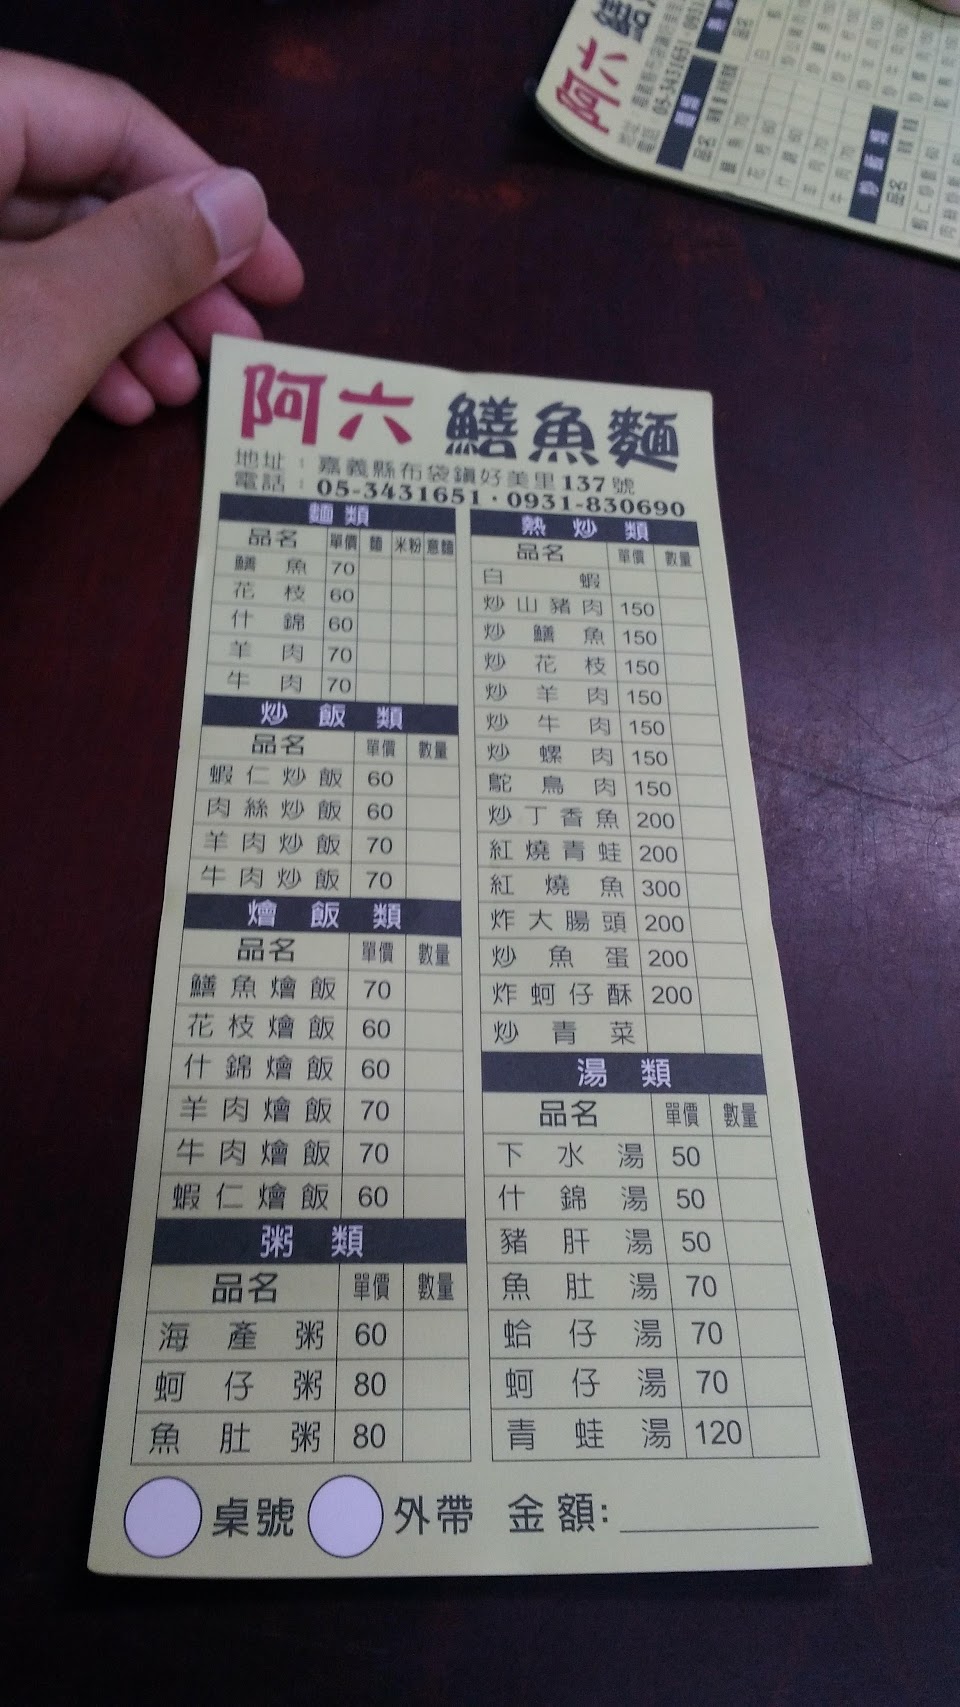 阿六 鱔魚麵
地址：嘉義縣布袋鎮好美里137號
電話：05-3431651·0931-830690
麵類
品名 單價 麵 米粉 意麵
鱔魚 70
花枝 60
什錦 60
羊肉 70
牛肉 70
炒飯類
品名 單價 數量
蝦仁炒飯 60
肉絲炒飯 60
羊肉炒飯 70
牛肉炒飯 70
燴飯類
品名 單價 數量
鱔魚燴飯 70
花枝燴飯 60
什錦燴飯 60
羊肉燴飯 70
牛肉燴飯 70
蝦仁燴飯 60
粥類
品名 單價 數量
海產粥 60
蚵仔粥 80
魚肚粥 80
熱炒類
品名 單價 數量
白蝦
炒山豬肉 150
炒鱔魚 150
炒花枝 150
炒羊肉 150
炒牛肉 150
炒螺肉 150
鴕鳥肉 150
炒丁香魚 200
紅燒青蛙 200
紅燒魚 300
炸大腸頭 200
炒魚蛋 200
炸蚵仔酥 200
炒青菜
湯類
品名 單價 數量
下水湯 50
什錦湯 50
豬肝湯 50
魚肚湯 70
蛤仔湯 70
蚵仔湯 70
青蛙湯 120
桌號 外帶 金額:
阿六
05-3431651
麵類
品名
炒飯類
品名